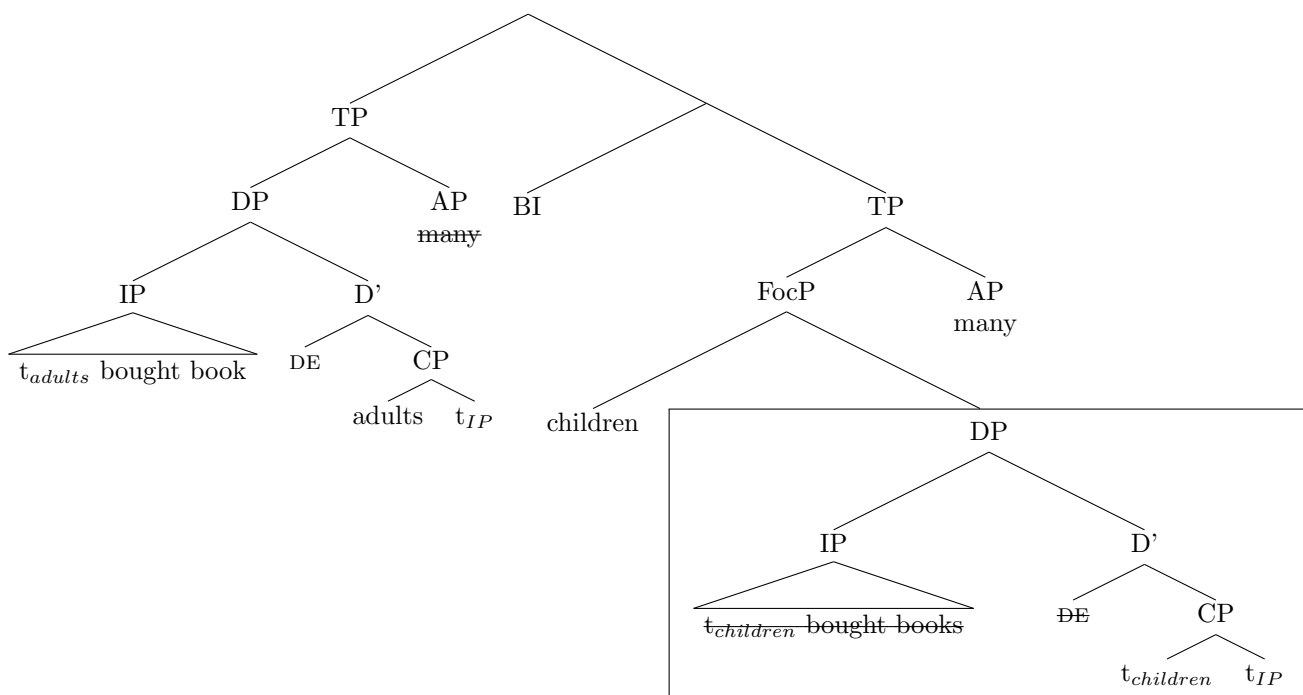 TP
DP AP BI TP
many
IP D' FocP AP
many
t_adults bought book DE CP
adults t_IP children
DP
IP D'
t_children bought books DE CP
t_children t_IP